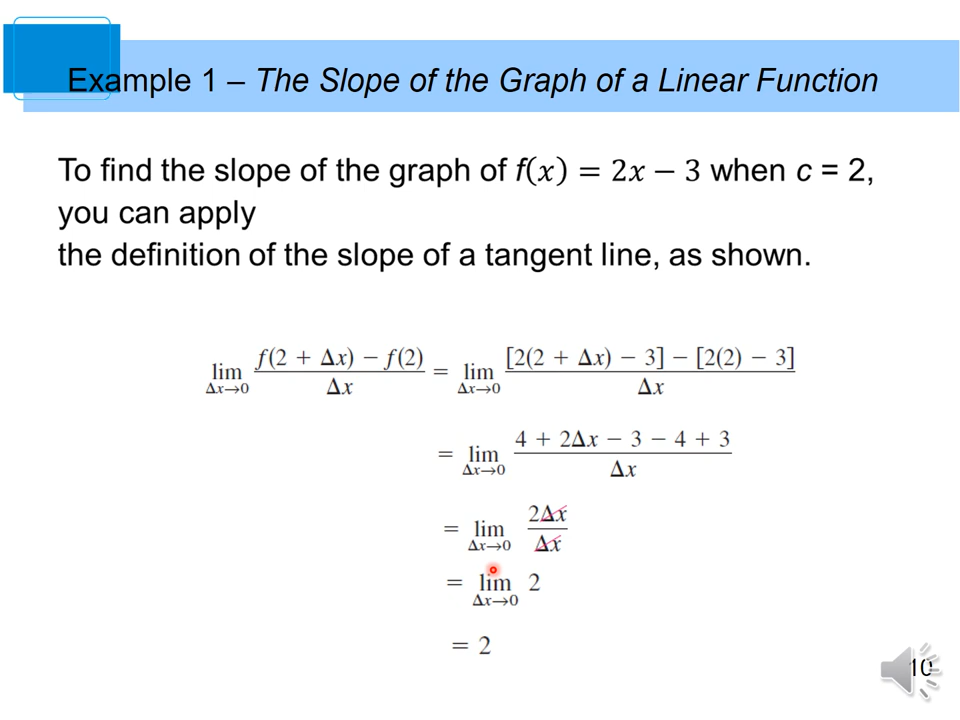 Example 1 – The Slope of the Graph of a Linear Function
To find the slope of the graph of f(x) = 2x − 3 when c = 2,
you can apply
the definition of the slope of a tangent line, as shown.
lim Δx→0 f(2 + Δx) − f(2) / Δx = lim Δx→0 [2(2 + Δx) − 3] − [2(2) − 3] / Δx
= lim Δx→0 4 + 2Δx − 3 − 4 + 3 / Δx
= lim Δx→0 2Δx / Δx
= lim Δx→0 2
= 2
10